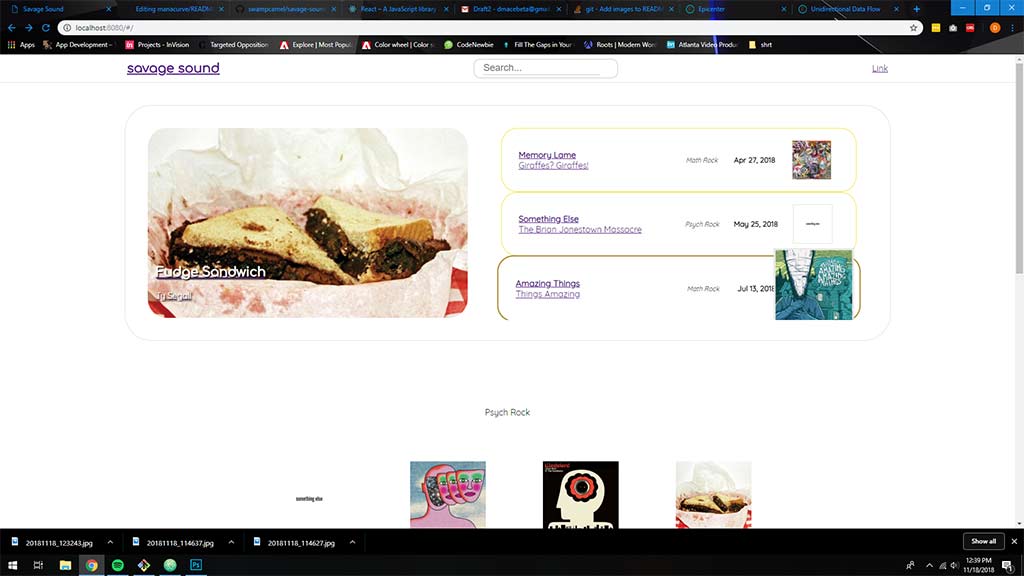 Savage Sound
Editing manacurve/READM
swampcamel/savage-soun
React – A JavaScript library
Draft2 - dmacebeta@gmai
git - Add images to READM
Epicenter
Unidirectional Data Flow
localhost:8080/#/
Apps
App Development –
Projects - InVision
Targeted Opposition
Explore | Most Popul
Color wheel | Color s
CodeNewbie
Fill The Gaps in Your
Roots | Modern Wor
Atlanta Video Produc
shrt
savage sound
Search...
Link
Memory Lame
Giraffes? Giraffes!
Math Rock
Apr 27, 2018
Something Else
The Brian Jonestown Massacre
Psych Rock
May 25, 2018
something else
Amazing Things
Things Amazing
Math Rock
Jul 13, 2018
Fudge Sandwich
Ty Segall
Psych Rock
something else
20181118_123243.jpg
20181118_114637.jpg
20181118_114627.jpg
Show all
12:39 PM
11/18/2018